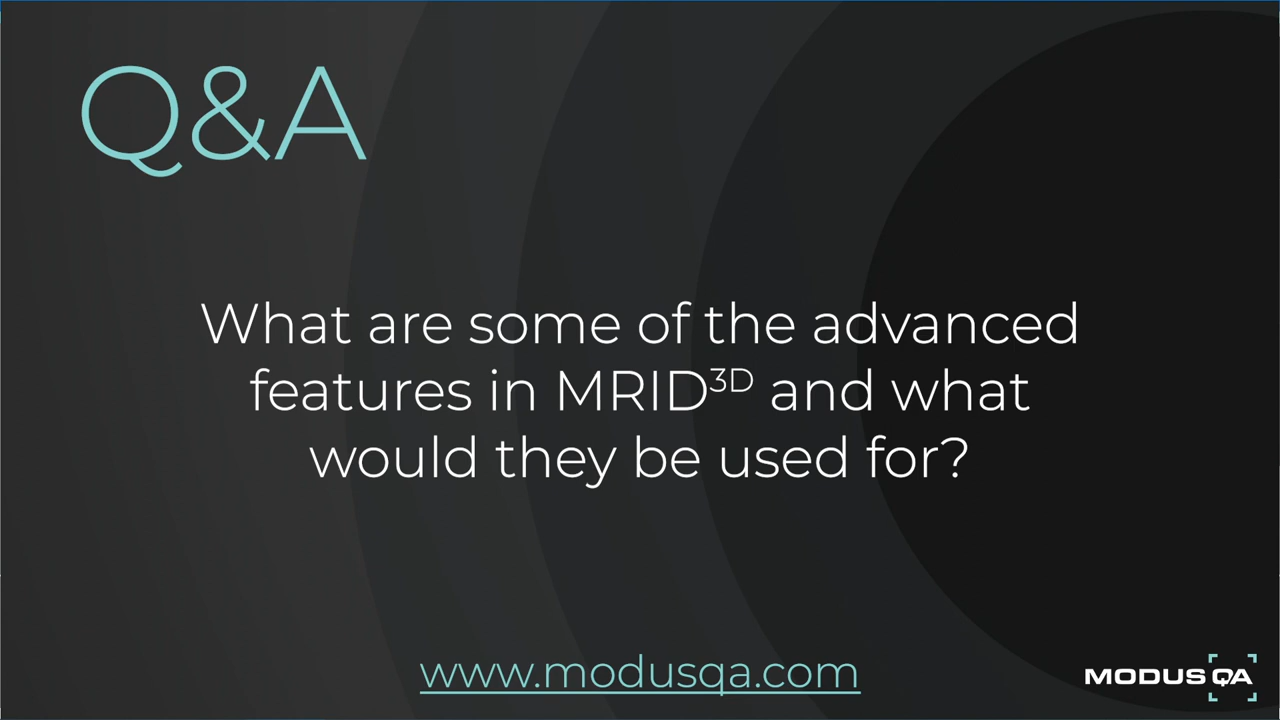 Q&A
What are some of the advanced
features in MRID³ᴰ and what
would they be used for?
www.modusqa.com
MODUS QA